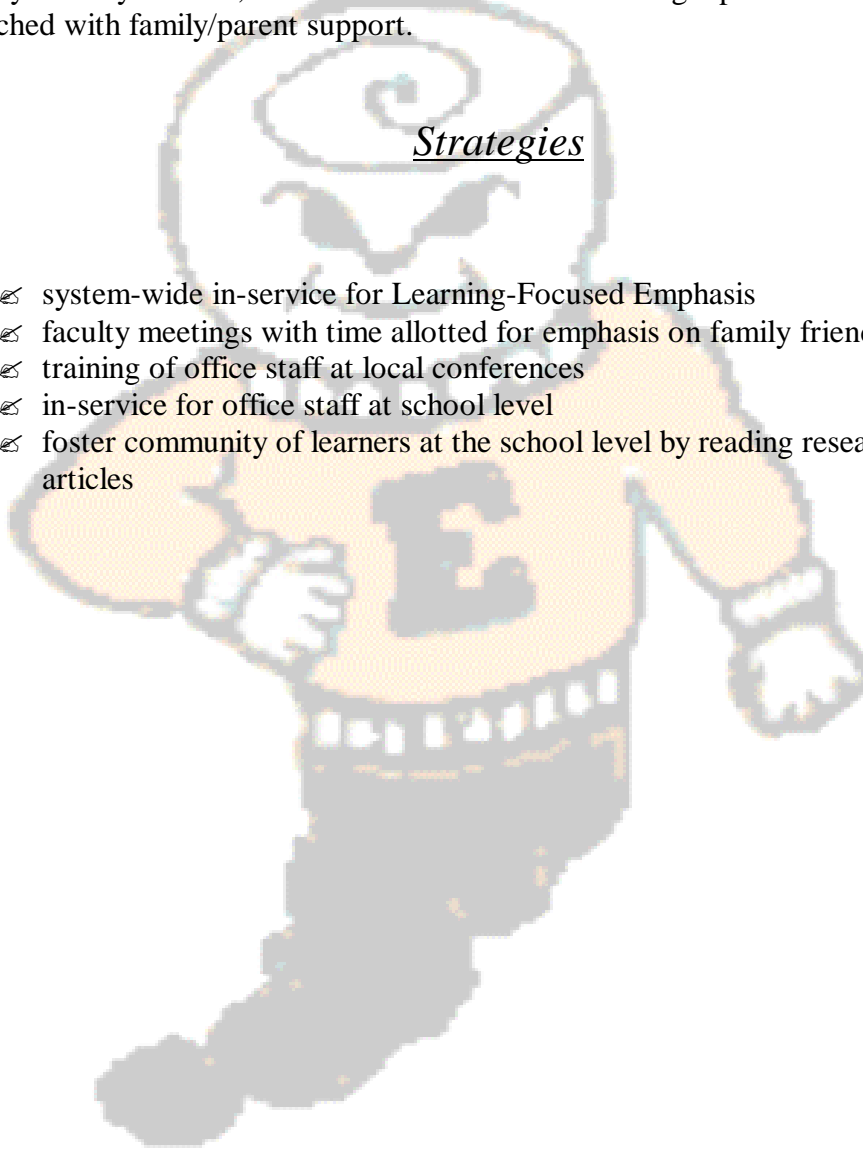 ched with family/parent support.
Strategies
system-wide in-service for Learning-Focused Emphasis
faculty meetings with time allotted for emphasis on family
training of office staff at local conferences
in-service for office staff at school level
foster community of learners at the school level by reading
articles
E